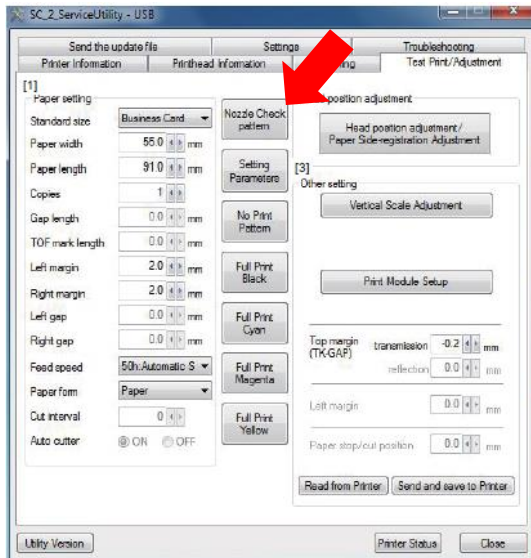 SC_2_ServiceUtility - USB
Send the update file
Settings
Troubleshooting
Printer Information
Printhead Information
Test Print/Adjustment
[1]
Paper setting
Standard size
Business Card
Paper width
55.0
mm
Paper length
91.0
mm
Copies
1
Gap length
0.0
mm
TOF mark length
0.0
mm
Left margin
2.0
mm
Right margin
2.0
mm
Left gap
0.0
mm
Right gap
0.0
mm
Feed speed
50h:Automatic S
Paper form
Paper
Cut interval
0
Auto cutter
ON
OFF
Nozzle Check
pattern
Setting
Parameters
No Print
Pattern
Full Print
Black
Full Print
Cyan
Full Print
Magenta
Full Print
Yellow
position adjustment
Head position adjustment/
Paper Side-registration Adjustment
[3]
Other setting
Vertical Scale Adjustment
Print Module Setup
Top margin
(TK-GAP)
transmission
-0.2
mm
reflection
0.0
mm
Left margin
0.0
mm
Paper stop/cut position
0.0
mm
Read from Printer
Send and save to Printer
Utility Version
Printer Status
Close